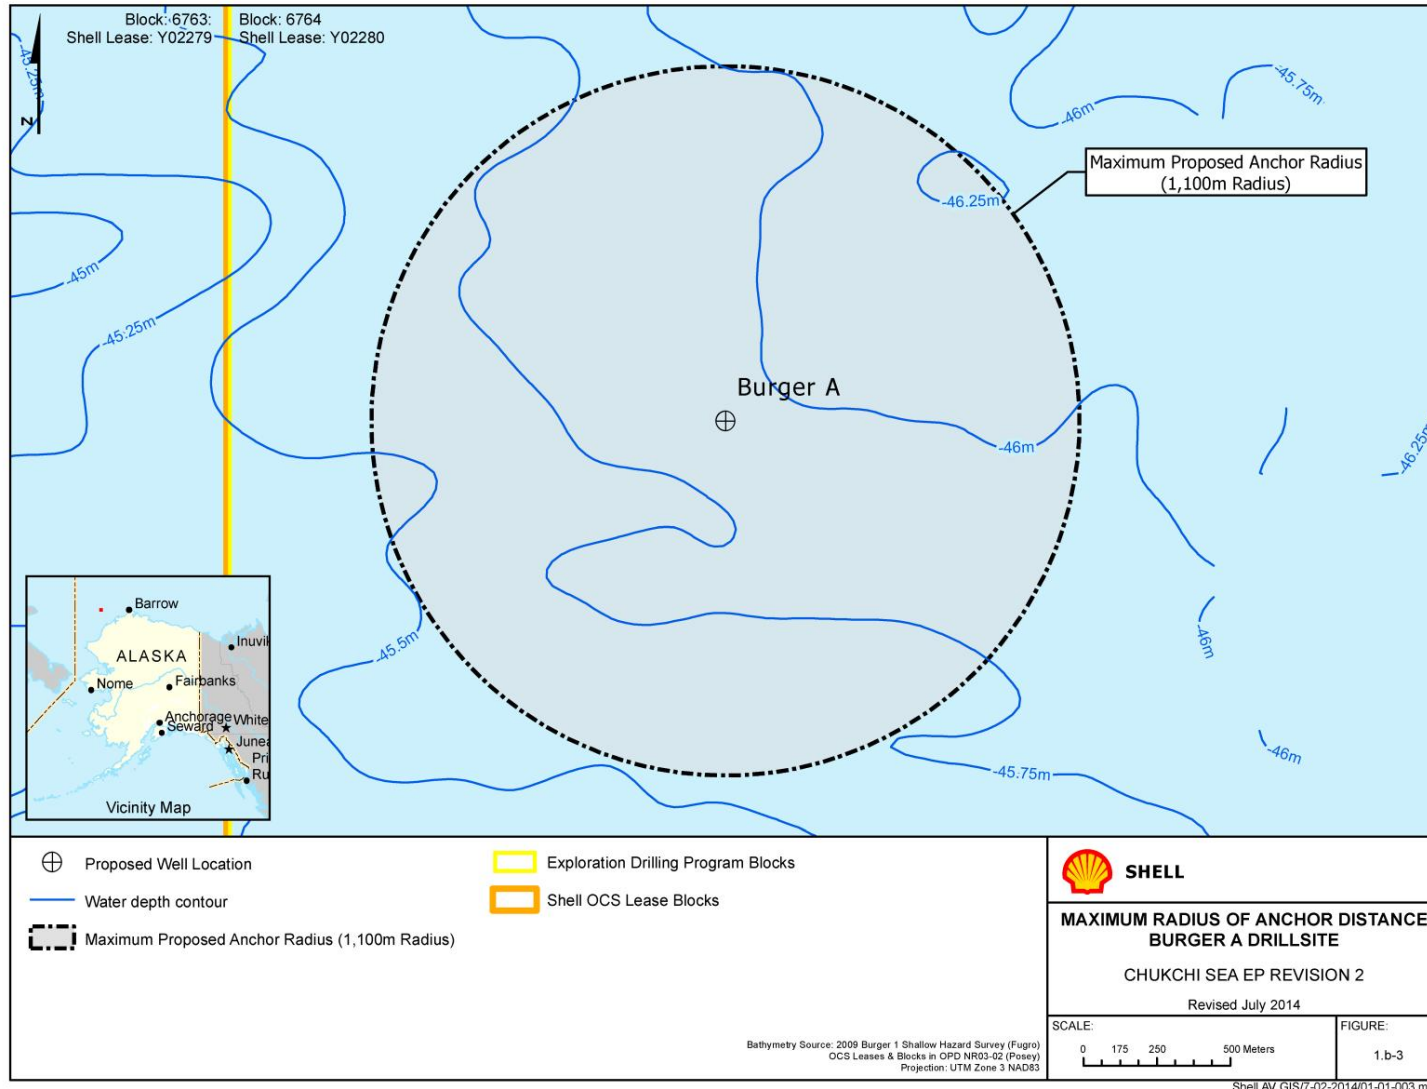 Block: 6763: Block: 6764
Shell Lease: Y02279 Shell Lease: Y02280
-45.25m
N
-45.75m
-46m
Maximum Proposed Anchor Radius
(1,100m Radius)
-46.25m
-45m
-45.25m
Burger A
-46m
-46.25m
-45.5m
-46m
-46m
-45.75m
Barrow
Inuvik
ALASKA
Nome
Fairbanks
Anchorage
White
Seward
Junea
Pri
Ru
Vicinity Map
Proposed Well Location
Water depth contour
Maximum Proposed Anchor Radius (1,100m Radius)
Exploration Drilling Program Blocks
Shell OCS Lease Blocks
Bathymetry Source: 2009 Burger 1 Shallow Hazard Survey (Fugro)
OCS Leases & Blocks in OPD NR03-02 (Posey)
Projection: UTM Zone 3 NAD83
SHELL
MAXIMUM RADIUS OF ANCHOR DISTANCE
BURGER A DRILLSITE
CHUKCHI SEA EP REVISION 2
Revised July 2014
SCALE:
0 175 250 500 Meters
FIGURE:
1.b-3